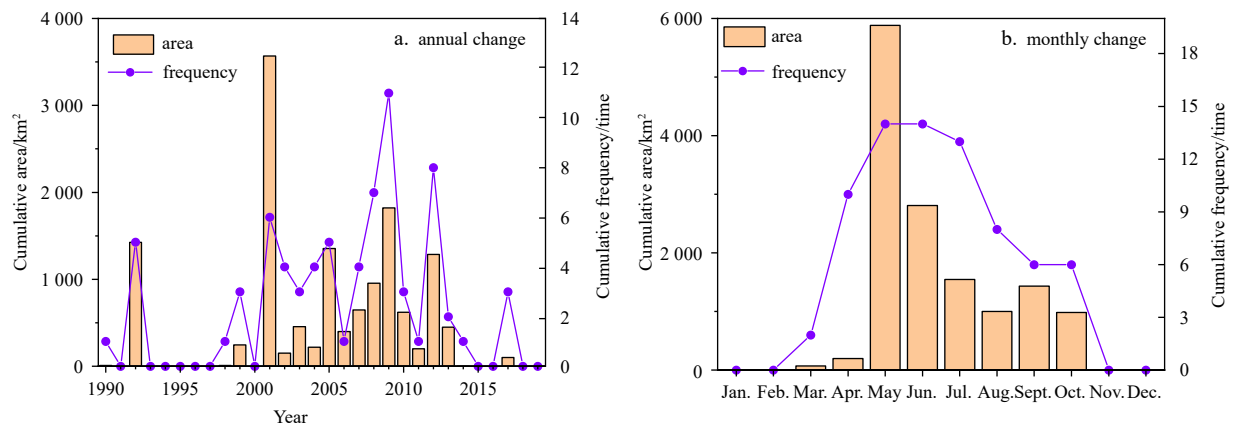 a. annual change
area
frequency
4 000
3 000
2 000
1 000
0
Cumulative area/km²
14
12
10
8
6
4
2
0
Cumulative frequency/time
1990 1995 2000 2005 2010 2015
Year
b. monthly change
area
frequency
6 000
4 000
2 000
0
Cumulative area/km²
18
15
12
9
6
3
0
Cumulative frequency/time
Jan. Feb. Mar. Apr. May Jun. Jul. Aug. Sept. Oct. Nov. Dec.